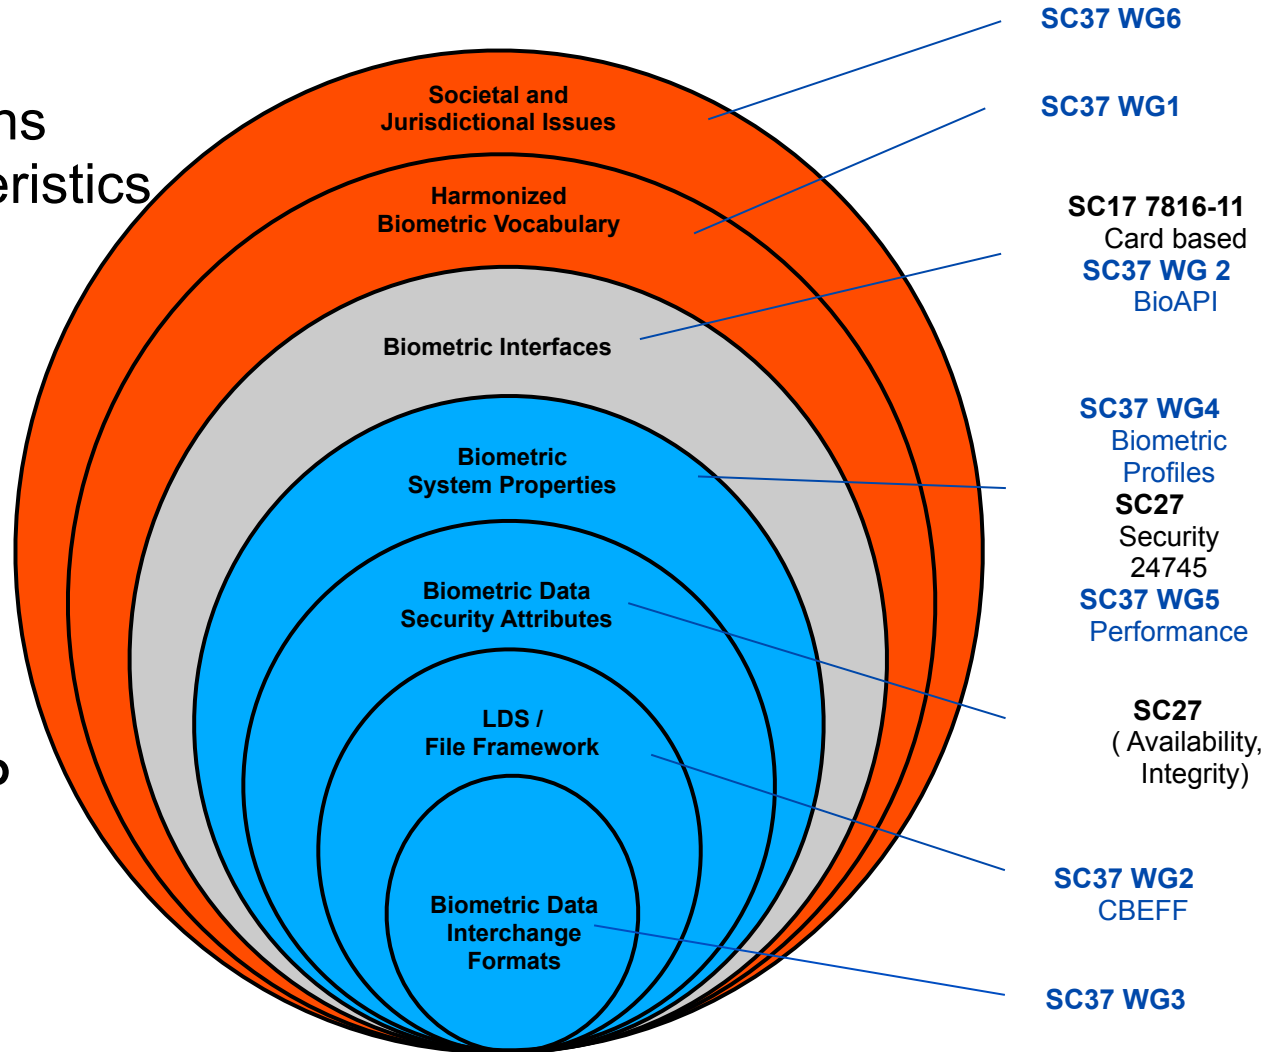 ns
eristics
Societal and
Jurisdictional Issues
Harmonized
Biometric Vocabulary
Biometric Interfaces
Biometric
System Properties
Biometric Data
Security Attributes
LDS /
File Framework
Biometric Data
Interchange
Formats
SC37 WG6
SC37 WG1
SC17 7816-11
Card based
SC37 WG 2
BioAPI
SC37 WG4
Biometric
Profiles
SC27
Security
24745
SC37 WG5
Performance
SC27
( Availability,
Integrity)
SC37 WG2
CBEFF
SC37 WG3